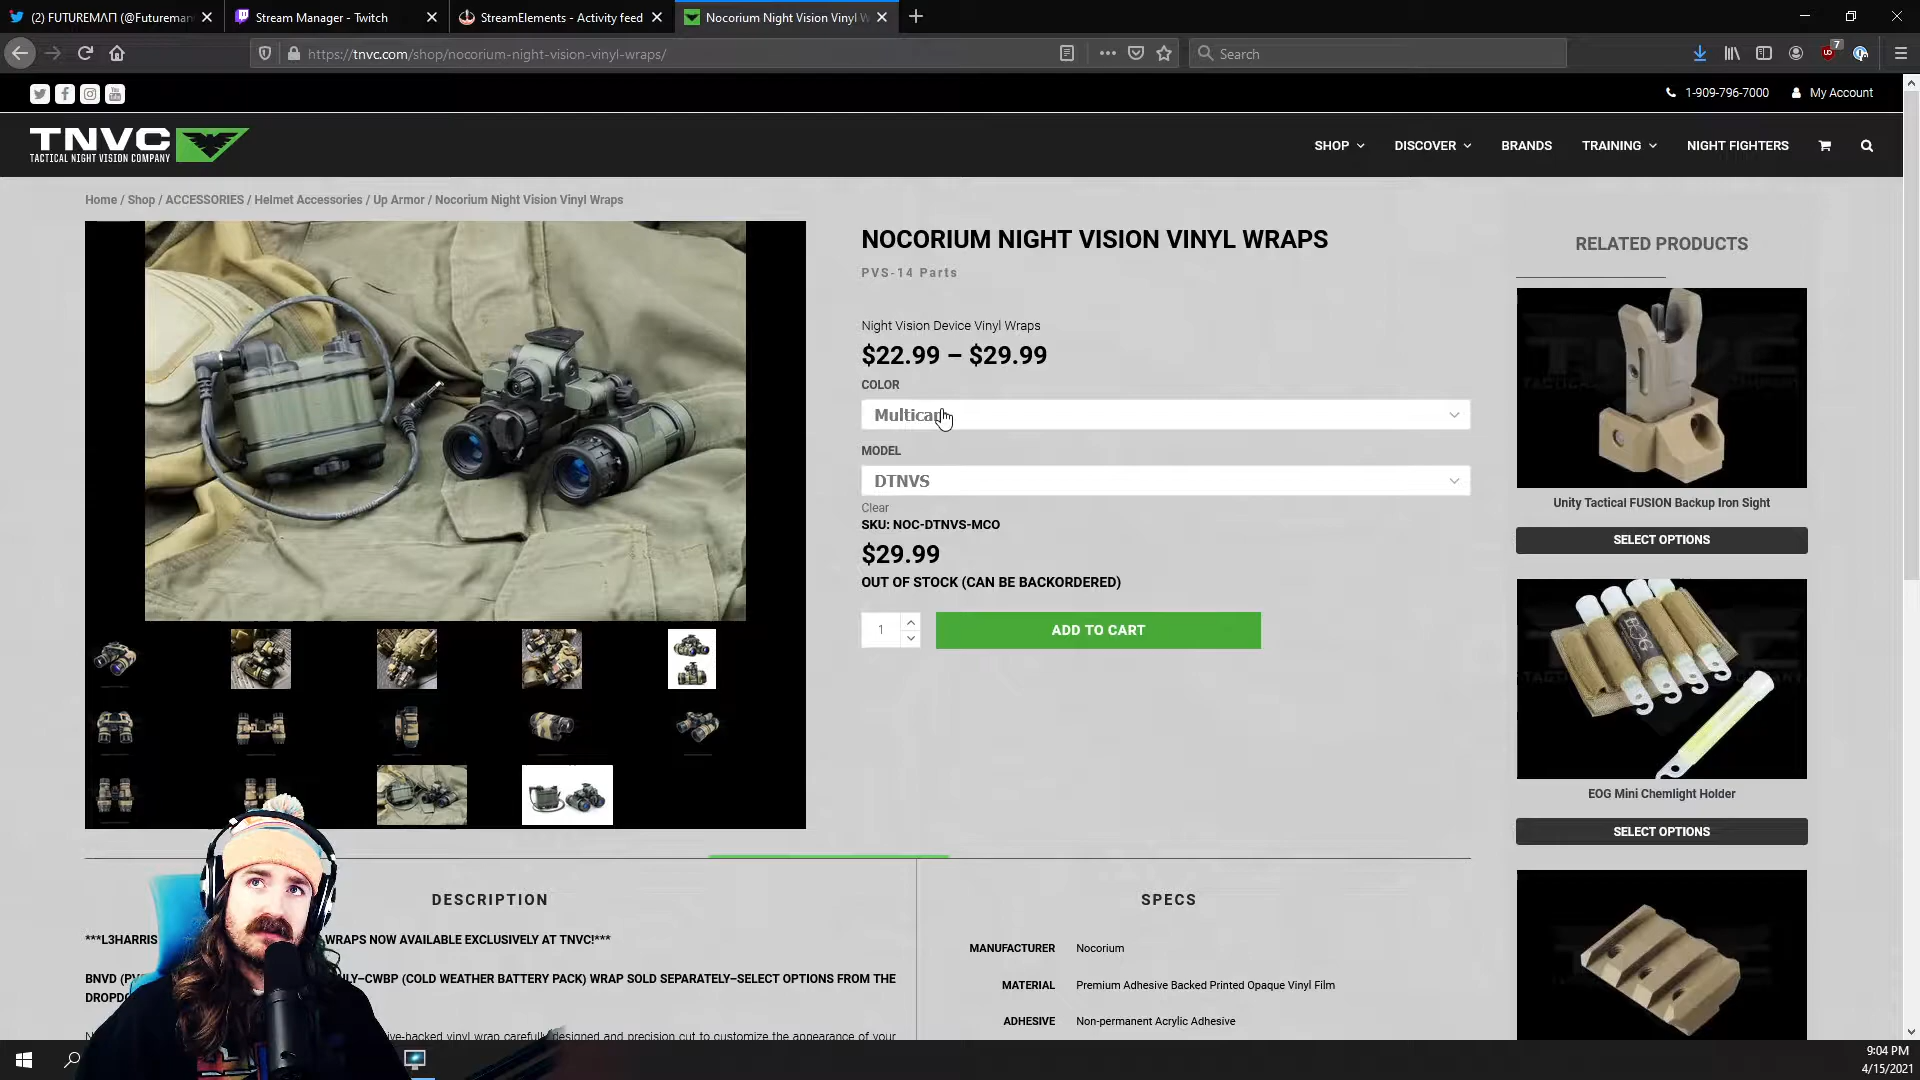 (2) FUTUREMΛΠ (@Futureman
Stream Manager - Twitch
StreamElements - Activity feed
Nocorium Night Vision Vinyl W
https://tnvc.com/shop/nocorium-night-vision-vinyl-wraps/
Search
7
1-909-796-7000
My Account
TNVC
TACTICAL NIGHT VISION COMPANY
SHOP
DISCOVER
BRANDS
TRAINING
NIGHT FIGHTERS
Home / Shop / ACCESSORIES / Helmet Accessories / Up Armor / Nocorium Night Vision Vinyl Wraps
NOCORIUM NIGHT VISION VINYL WRAPS
PVS-14 Parts
Night Vision Device Vinyl Wraps
$22.99 – $29.99
COLOR
MODEL
DTNVS
Clear
SKU: NOC-DTNVS-MCO
$29.99
OUT OF STOCK (CAN BE BACKORDERED)
1
ADD TO CART
RELATED PRODUCTS
Unity Tactical FUSION Backup Iron Sight
SELECT OPTIONS
EOG Mini Chemlight Holder
SELECT OPTIONS
DESCRIPTION
***L3HARRIS WRAPS NOW AVAILABLE EXCLUSIVELY AT TNVC!***
BNVD (COLD WEATHER BATTERY PACK) WRAP SOLD SEPARATELY–SELECT OPTIONS FROM THE
vinyl wrap carefully designed and precision cut to customize the appearance of your
SPECS
MANUFACTURER Nocorium
MATERIAL Premium Adhesive Backed Printed Opaque Vinyl Film
ADHESIVE Non-permanent Acrylic Adhesive
9:04 PM
4/15/2021